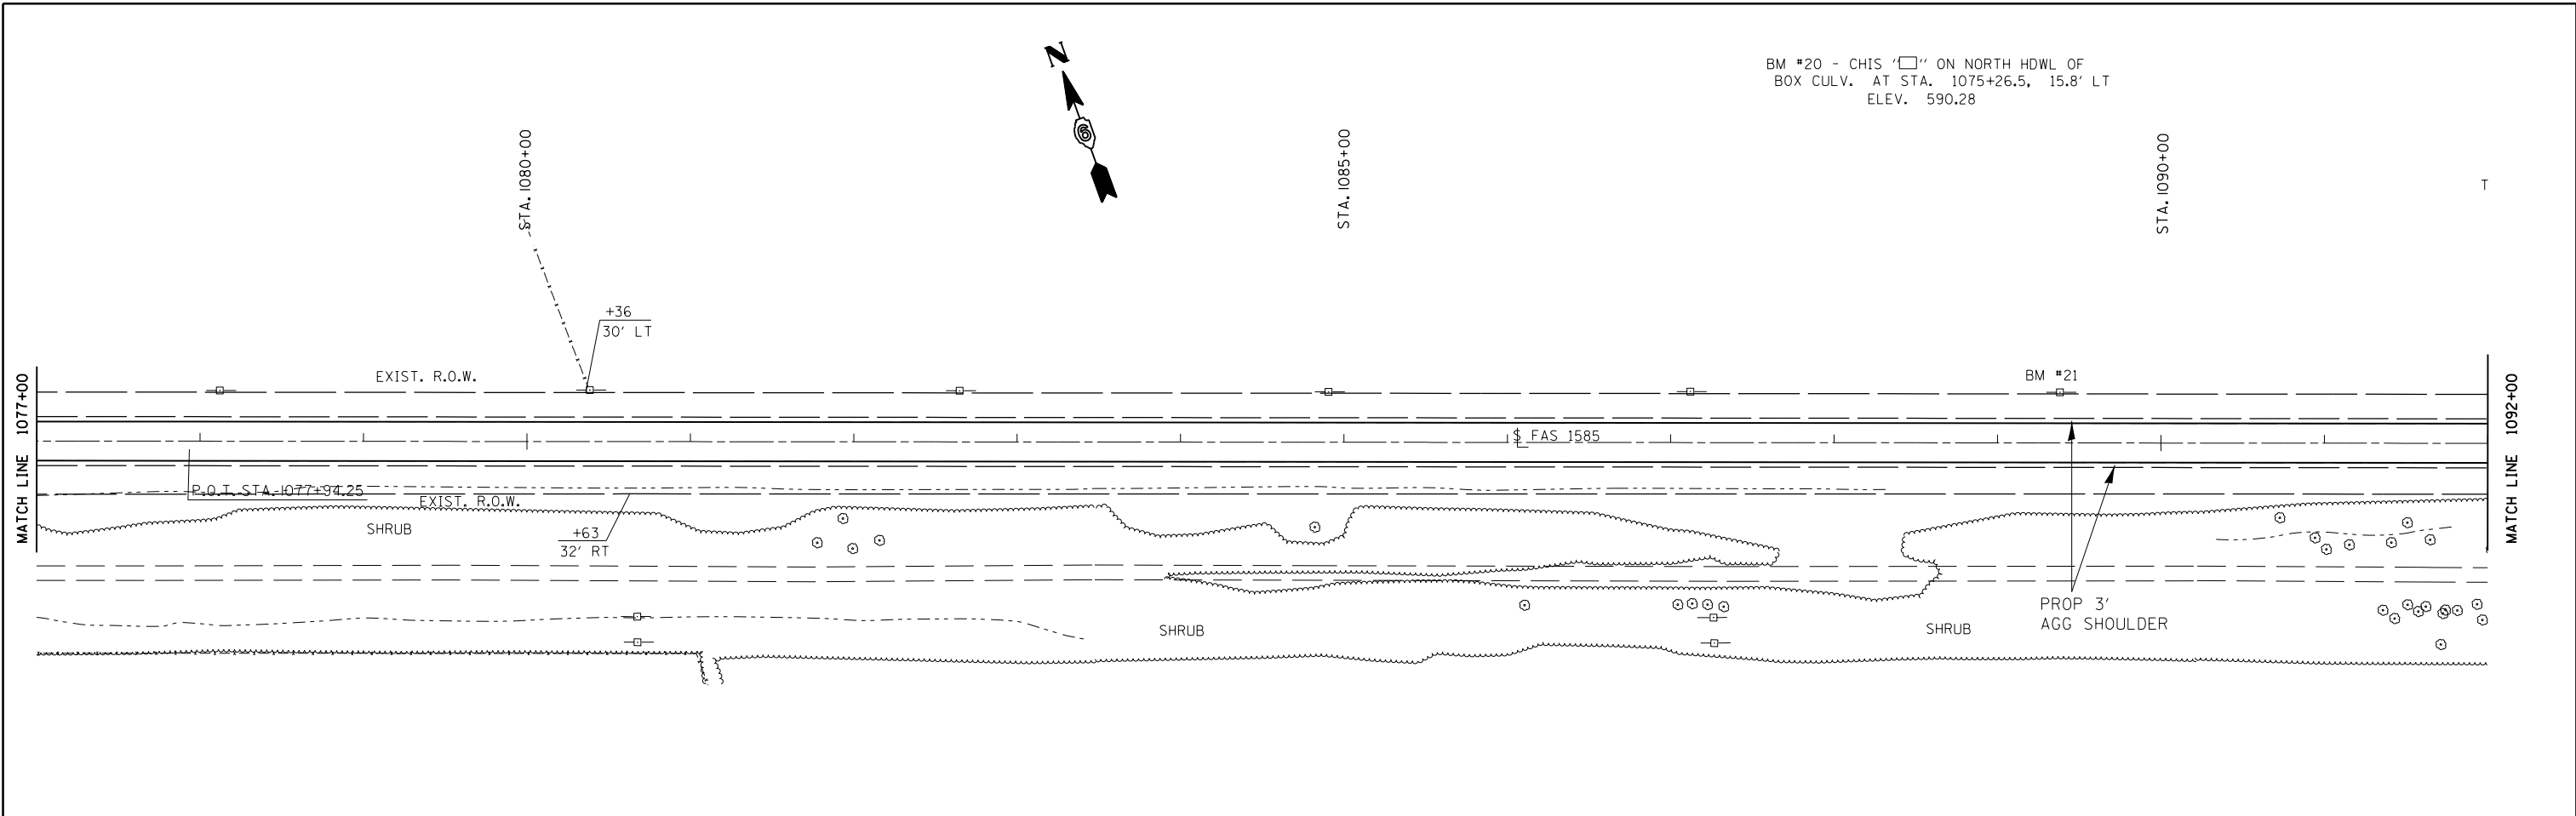 N
6
BM #20 - CHIS "□" ON NORTH HDWL OF
BOX CULV. AT STA. 1075+26.5, 15.8' LT
ELEV. 590.28
STA. 1080+00
STA. 1085+00
STA. 1090+00
T
+36
30' LT
EXIST. R.O.W.
BM #21
MATCH LINE 1077+00
MATCH LINE 1092+00
$ FAS 1585
P.O.T. STA. 1077+94.25
EXIST. R.O.W.
SHRUB
+63
32' RT
PROP 3'
AGG SHOULDER
SHRUB
SHRUB